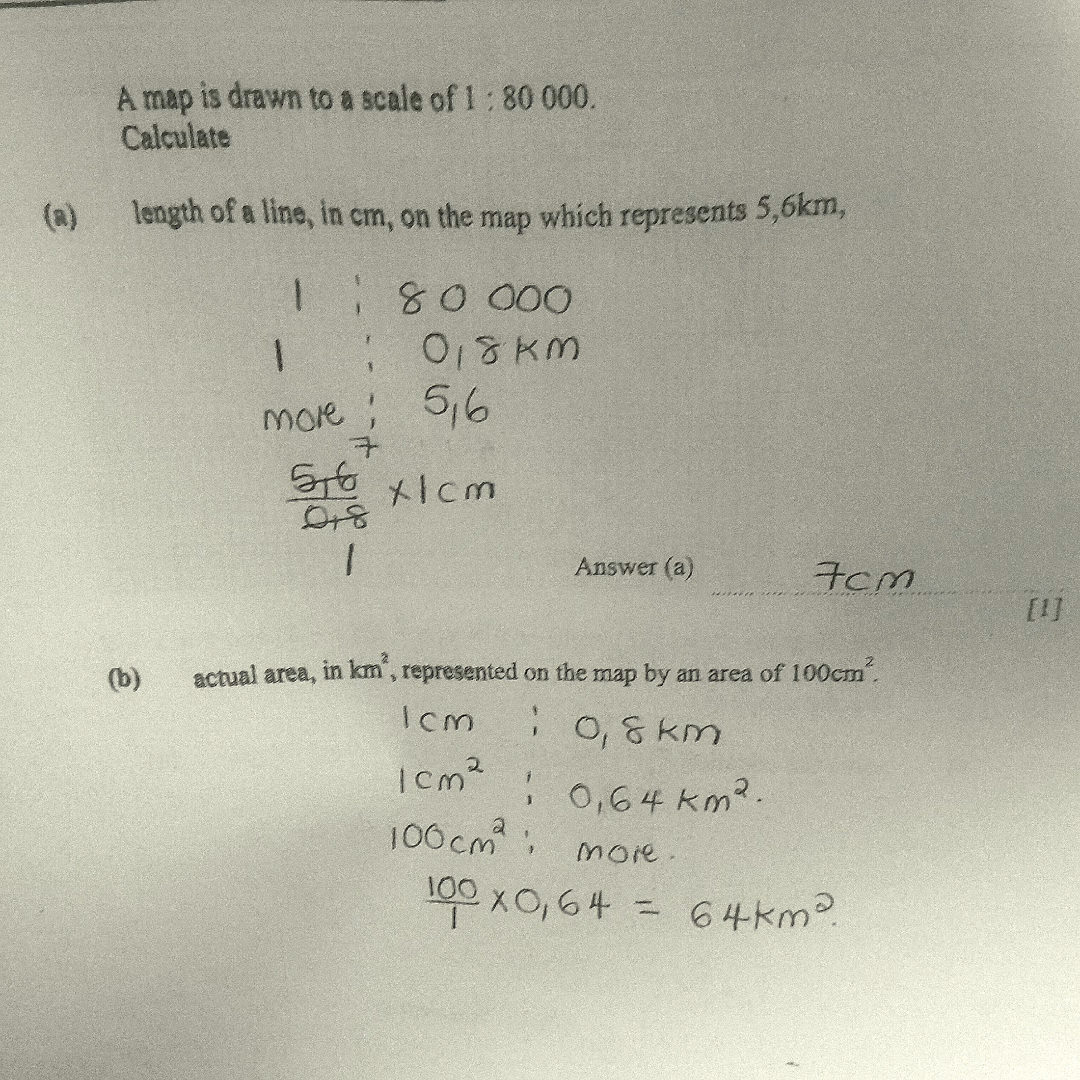 A map is drawn to a scale of 1 : 80 000.
Calculate
(a) length of a line, in cm, on the map which represents 5,6km,
1 : 80 000
1 : 0,8 km
more : 5,6
7
5,6/0,8 x 1cm
1
Answer (a) 7cm
[1]
(b) actual area, in km², represented on the map by an area of 100cm².
1cm : 0,8 km
1cm² : 0,64 km².
100cm² : more.
100/1 x 0,64 = 64km².